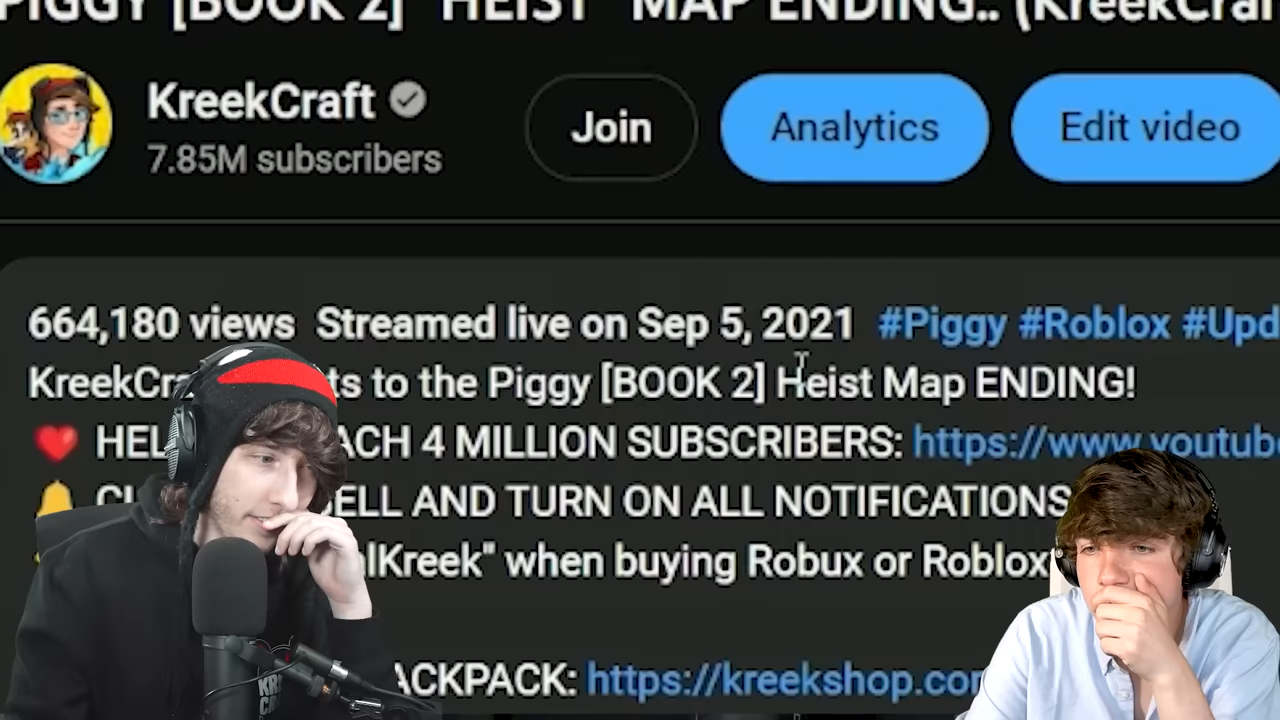 PIGGY [BOOK 2] "HEIST" MAP ENDING.. (KreekCraf
KreekCraft
7.85M subscribers
Join
Analytics
Edit video
664,180 views Streamed live on Sep 5, 2021 #Piggy #Roblox #Upd
KreekCra ts to the Piggy [BOOK 2] Heist Map ENDING!
HEL ACH 4 MILLION SUBSCRIBERS: https://www.youtube
ELL AND TURN ON ALL NOTIFICATIONS
lKreek" when buying Robux or Roblox
ACKPACK: https://kreekshop.com